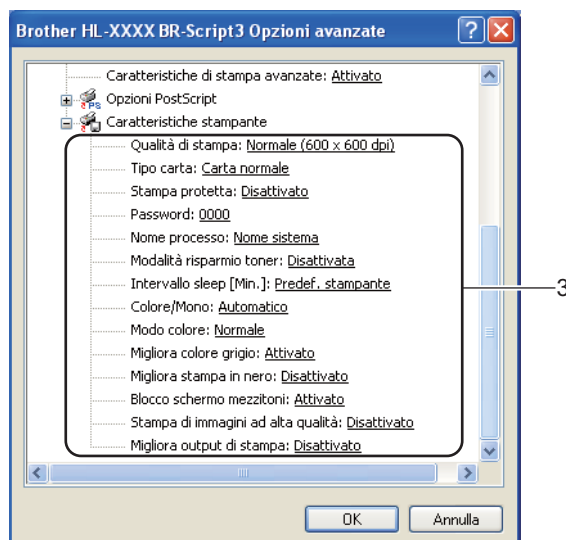 Brother HL-XXXX BR-Script3 Opzioni avanzate
Caratteristiche di stampa avanzate: Attivato
Opzioni PostScript
Caratteristiche stampante
Qualità di stampa: Normale (600 x 600 dpi)
Tipo carta: Carta normale
Stampa protetta: Disattivato
Password: 0000
Nome processo: Nome sistema
Modalità risparmio toner: Disattivata
Intervallo sleep [Min.]: Predef. stampante
Colore/Mono: Automatico
Modo colore: Normale
Migliora colore grigio: Attivato
Migliora stampa in nero: Disattivato
Blocco schermo mezzitoni: Attivato
Stampa di immagini ad alta qualità: Disattivato
Migliora output di stampa: Disattivato
3
OK
Annulla